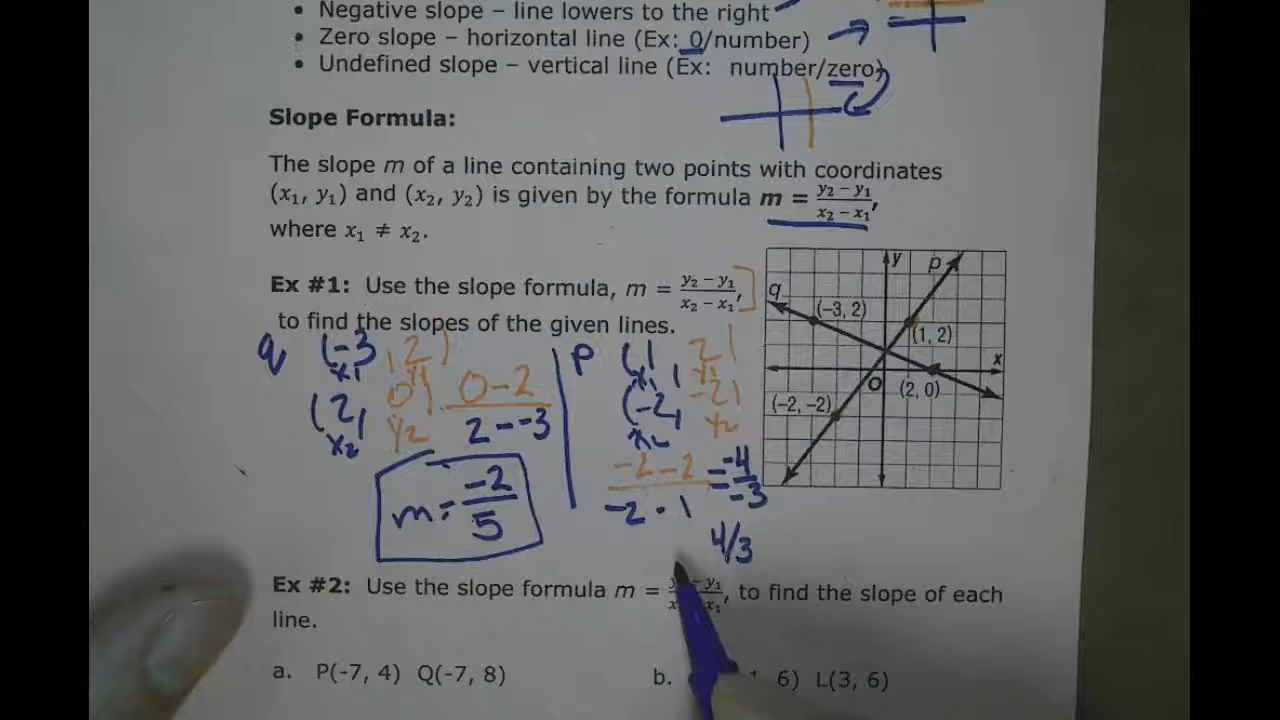 • Negative slope – line lowers to the right
• Zero slope – horizontal line (Ex: 0/number)
• Undefined slope – vertical line (Ex: number/zero)
Slope Formula:
The slope m of a line containing two points with coordinates
(x₁, y₁) and (x₂, y₂) is given by the formula m = (y₂ – y₁)/(x₂ – x₁),
where x₁ ≠ x₂.
Ex #1: Use the slope formula, m = (y₂ – y₁)/(x₂ – x₁),
to find the slopes of the given lines.
q (-3, 2)
x₁ y₁
(2, 0)
x₂ y₂
0-2
2--3
m = -2/5
p (1, 2)
x₁ y₁
(-2, -2)
x₂ y₂
-2-2 = -4
-2-1 -3
4/3
y
p
q
(-3, 2)
(1, 2)
x
O
(2, 0)
(-2, -2)
Ex #2: Use the slope formula m = – y₁, to find the slope of each
line.
a. P(-7, 4) Q(-7, 8)
b. 6) L(3, 6)